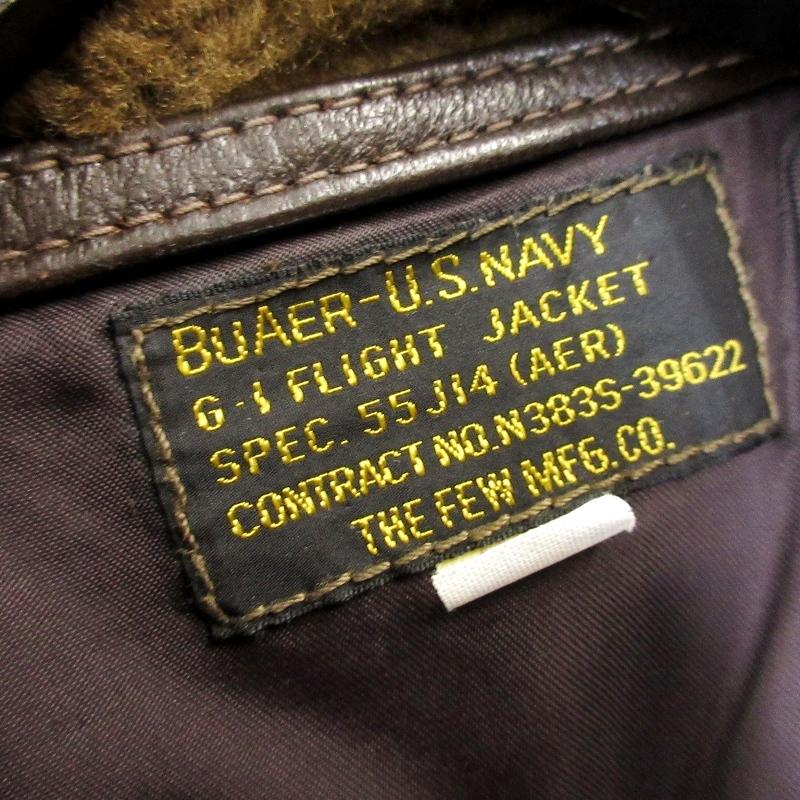 BUAER-U.S.NAVY
G-1 FLIGHT JACKET
SPEC. 55J14 (AER)
CONTRACT NO.N383S-39622
THE FEW MFG.CO.